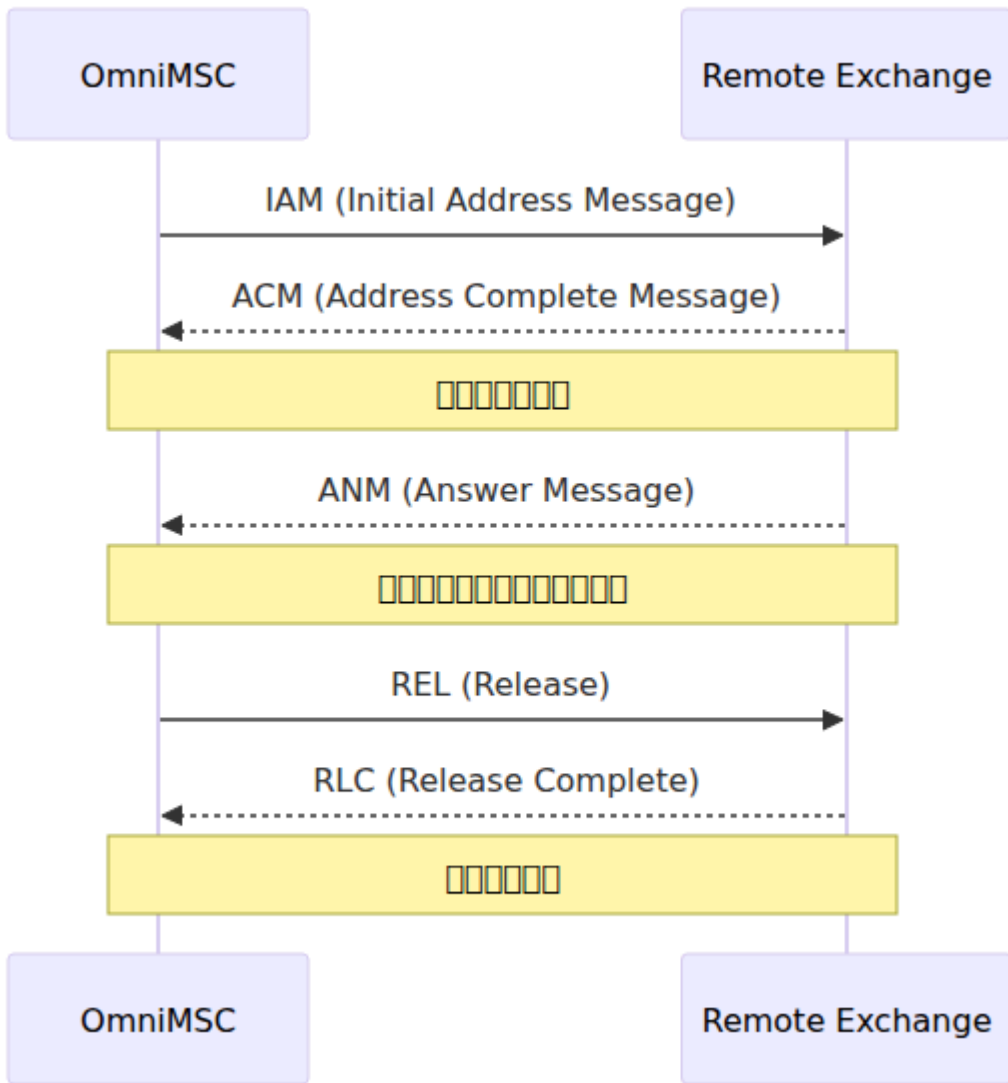 OmniMSC
Remote Exchange
IAM (Initial Address Message)
ACM (Address Complete Message)
ANM (Answer Message)
REL (Release)
RLC (Release Complete)
OmniMSC
Remote Exchange